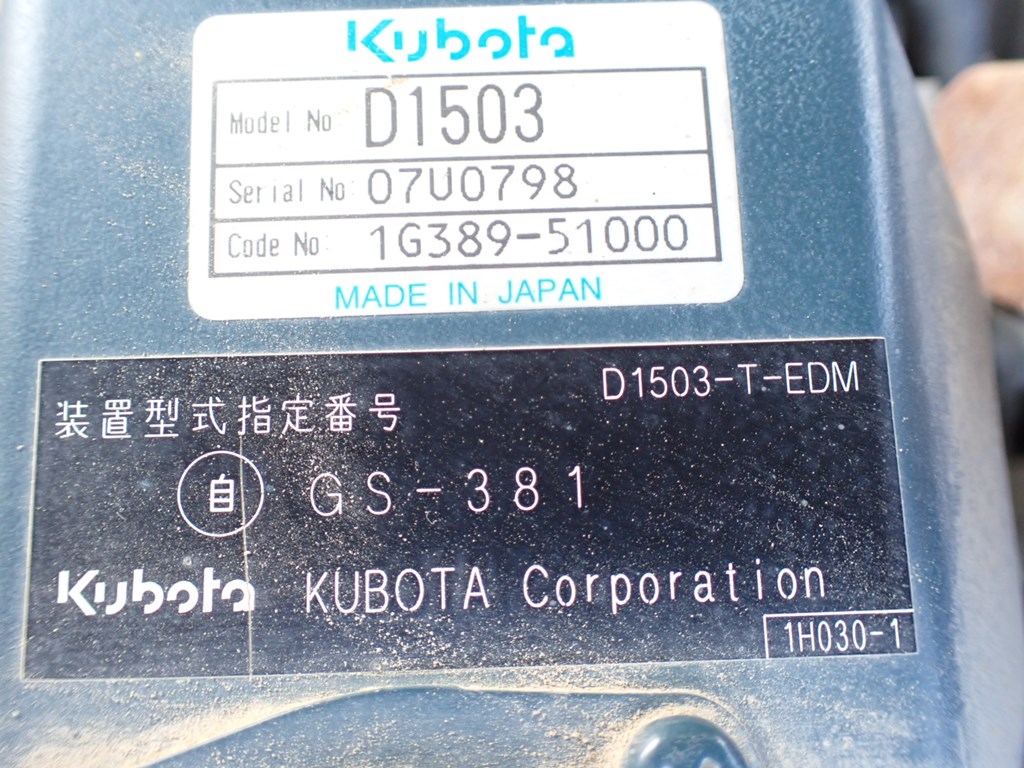 Kubota
Model No D1503
Serial No 07U0798
Code No 1G389-51000
MADE IN JAPAN
D1503-T-EDM
装置型式指定番号
自 GS-381
Kubota KUBOTA Corporation
1H030-1